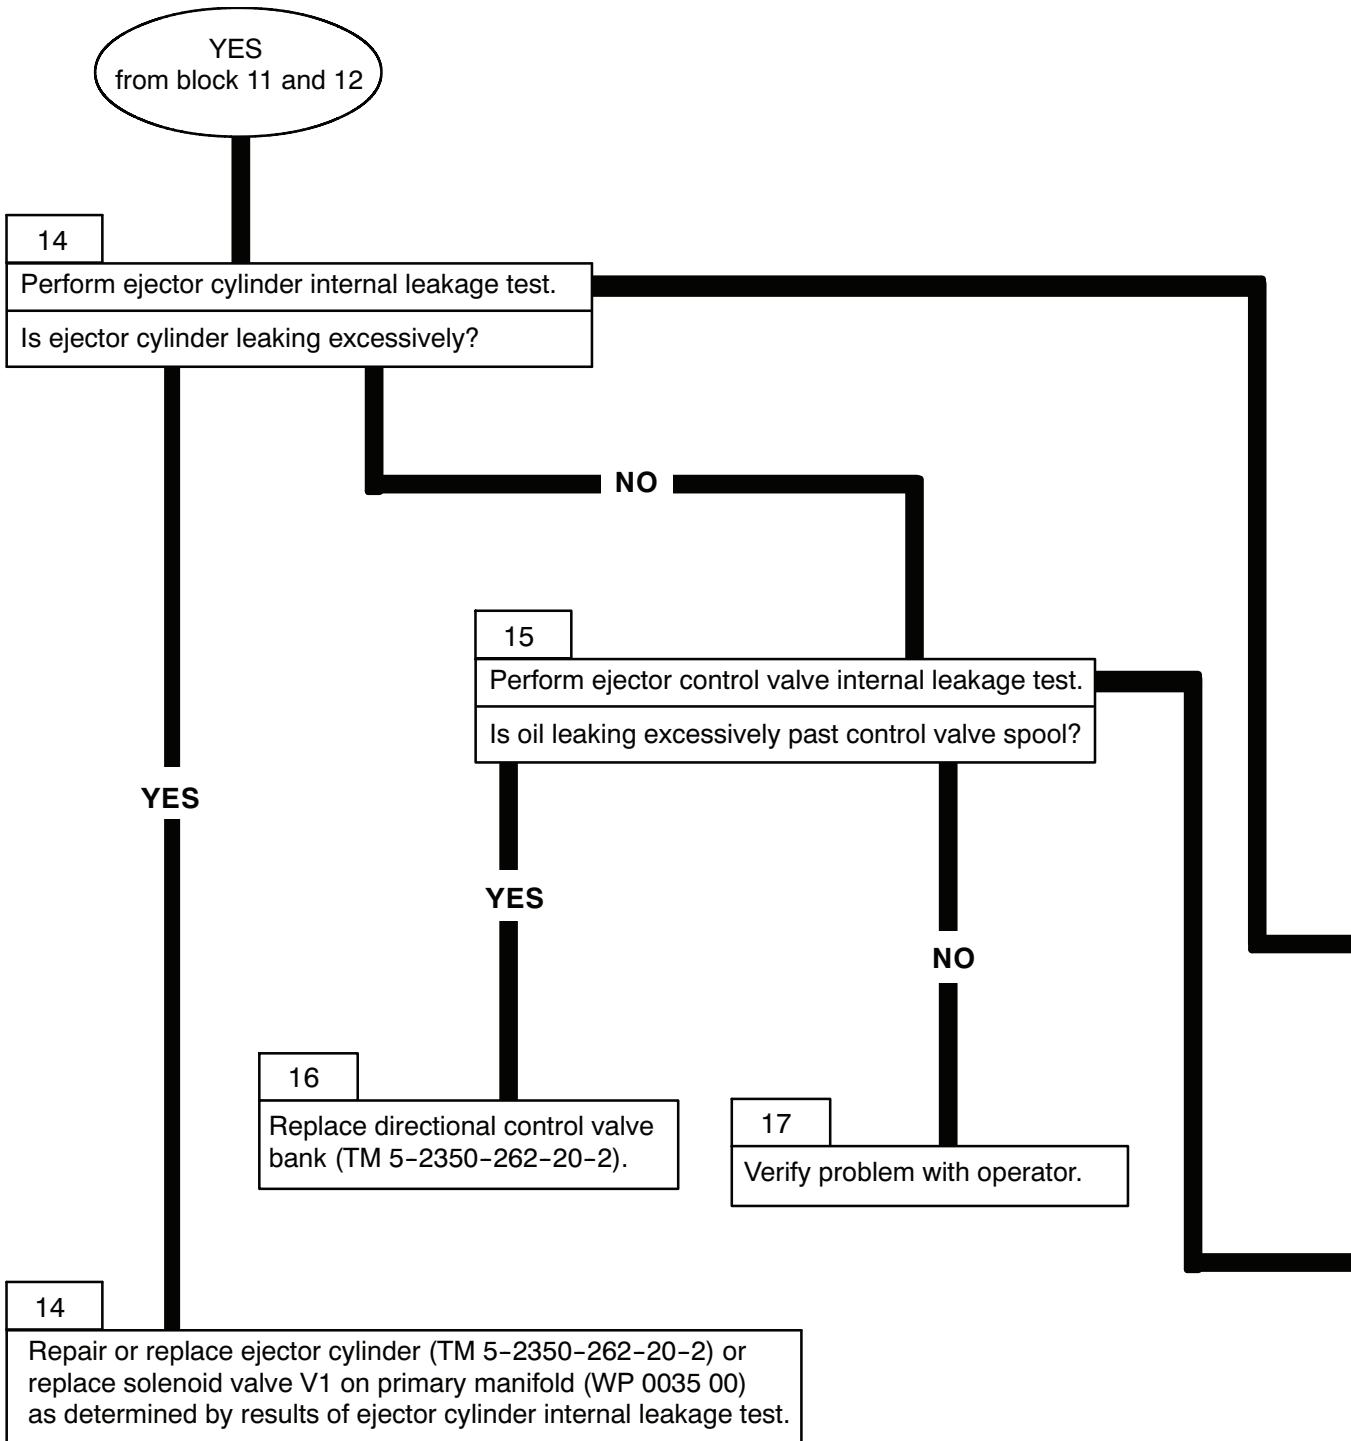 YES
from block 11 and 12
14
Perform ejector cylinder internal leakage test.
Is ejector cylinder leaking excessively?
NO
15
Perform ejector control valve internal leakage test.
Is oil leaking excessively past control valve spool?
YES
YES
NO
16
Replace directional control valve
bank (TM 5-2350-262-20-2).
17
Verify problem with operator.
14
Repair or replace ejector cylinder (TM 5-2350-262-20-2) or
replace solenoid valve V1 on primary manifold (WP 0035 00)
as determined by results of ejector cylinder internal leakage test.